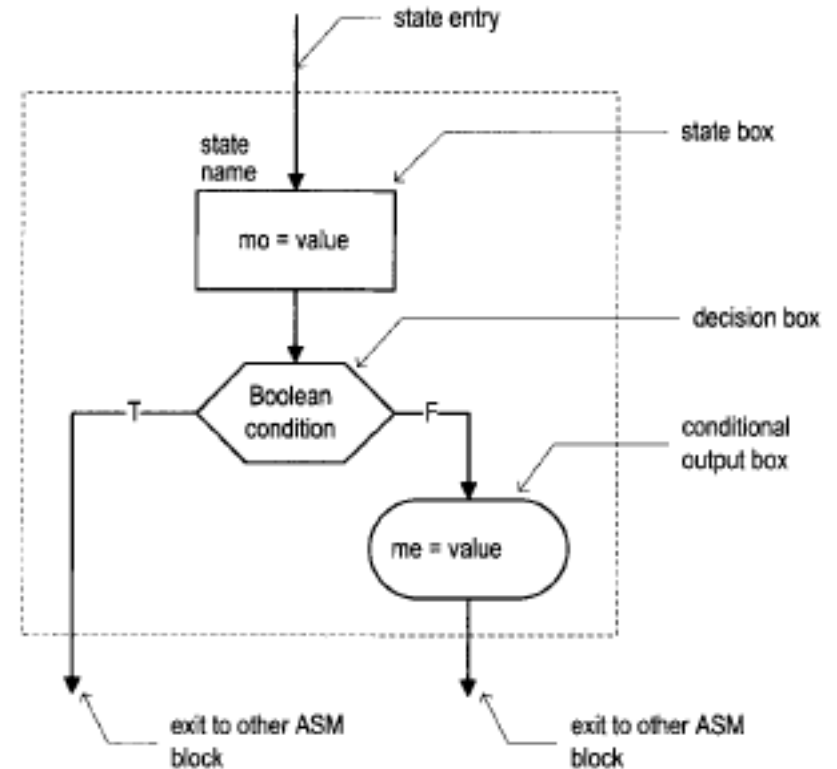 state entry
state box
state
name
mo = value
decision box
Boolean
condition
T
F
conditional
output box
me = value
exit to other ASM
block
exit to other ASM
block